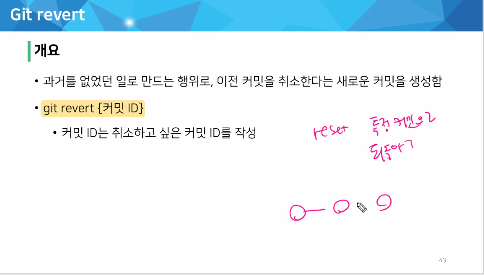 Git revert
개요
• 과거를 없었던 일로 만드는 행위로, 이전 커밋을 취소한다는 새로운 커밋을 생성함
• git revert {커밋 ID}
• 커밋 ID는 취소하고 싶은 커밋 ID를 작성
reset 특정 커밋으로
되돌아가기
43